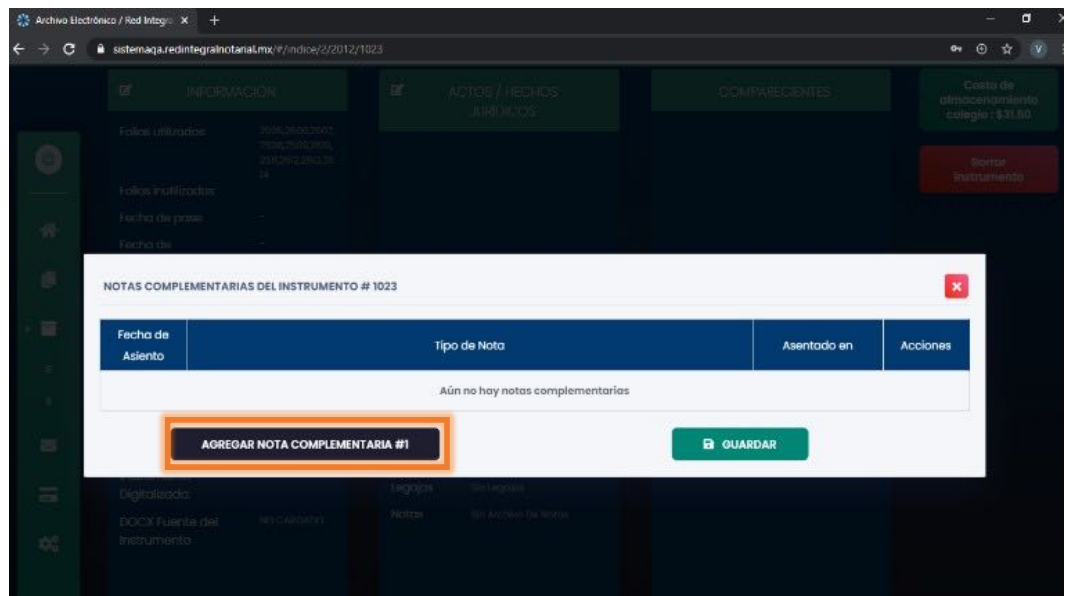 Archivo Electrónico / Red Integra
sistemaqa.redintegralnotarial.mx/#/indice/2/2012/1023
V
INFORMACIÓN
ACTOS / HECHOS
JURÍDICOS
COMPARECIENTES
Costo de
almacenamiento
colegio : $31.50
Folios utilizados:
Borrar
Instrumento
Folios inutilizados:
Fecha de pase -
Fecha de -
NOTAS COMPLEMENTARIAS DEL INSTRUMENTO # 1023
Fecha de
Asiento
Tipo de Nota
Asentado en
Acciones
Aún no hay notas complementarias
AGREGAR NOTA COMPLEMENTARIA #1
GUARDAR
Digitalizado:
Legajos Sin Legajos
DOCX Fuente del
Instrumento
NO CARGADO
Notas Sin Archivo De Notas